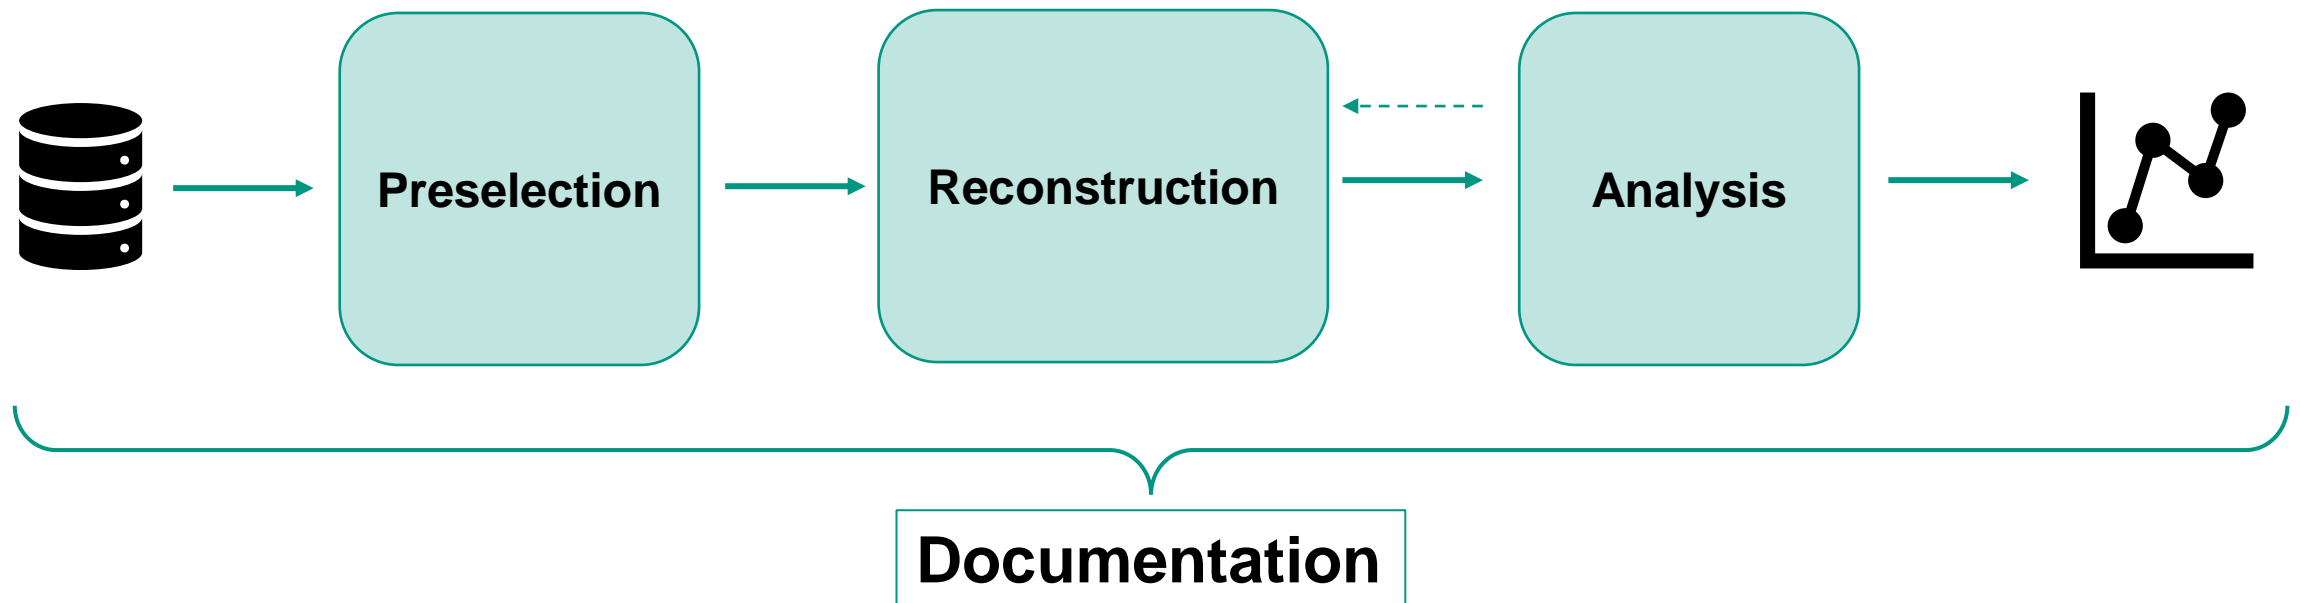 Preselection
Reconstruction
Analysis
Documentation